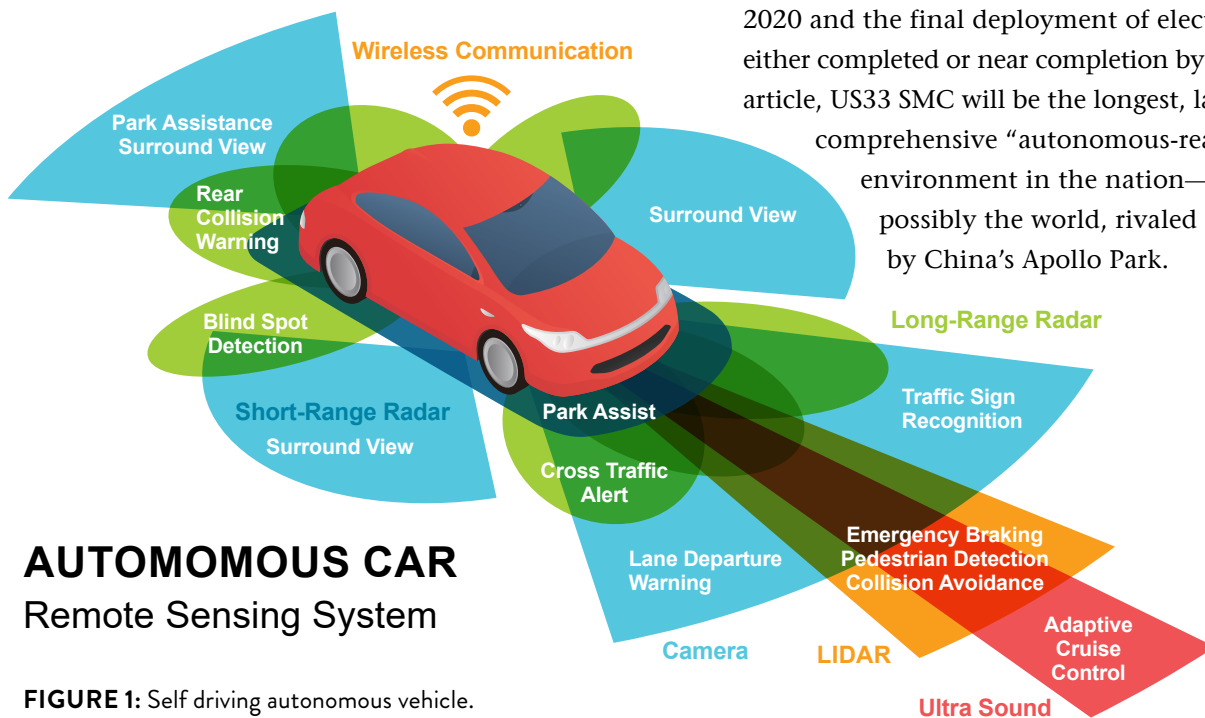 2020 and the final deployment of elect
either completed or near completion by
article, US33 SMC will be the longest, la
comprehensive “autonomous-rea
environment in the nation—
possibly the world, rivaled
by China’s Apollo Park.
Wireless Communication
Park Assistance
Surround View
Rear
Collision
Warning
Surround View
Blind Spot
Detection
Long-Range Radar
Short-Range Radar
Surround View
Park Assist
Traffic Sign
Recognition
Cross Traffic
Alert
Lane Departure
Warning
Emergency Braking
Pedestrian Detection
Collision Avoidance
Adaptive
Cruise
Control
Camera
LIDAR
Ultra Sound
AUTOMOMOUS CAR
Remote Sensing System
FIGURE 1: Self driving autonomous vehicle.